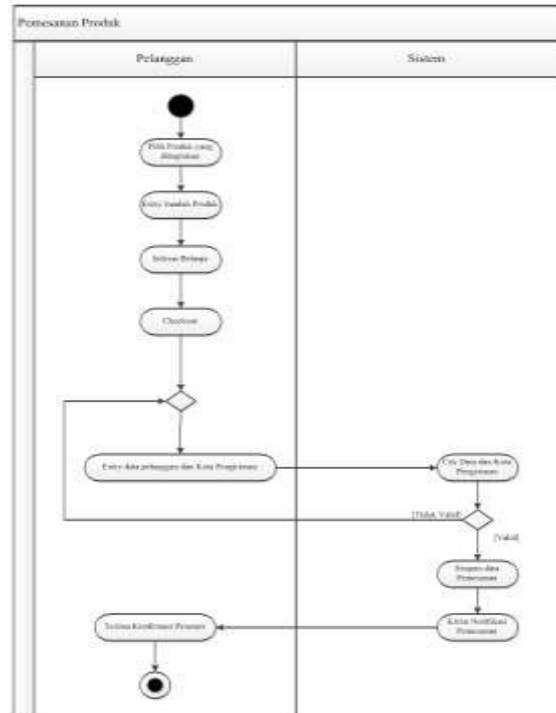 Pemesanan Produk
Pelanggan
Sistem
Pilih Produk yang
diinginkan
Entry Jumlah Produk
Selesai Belanja
Checkout
Entry data pelanggan dan Kota Pengiriman
Cek Data dan Kota
Pengiriman
[Tidak Valid]
[Valid]
Simpan data
Pemesanan
Kirim Notifikasi
Pemesanan
Terima Konfirmasi